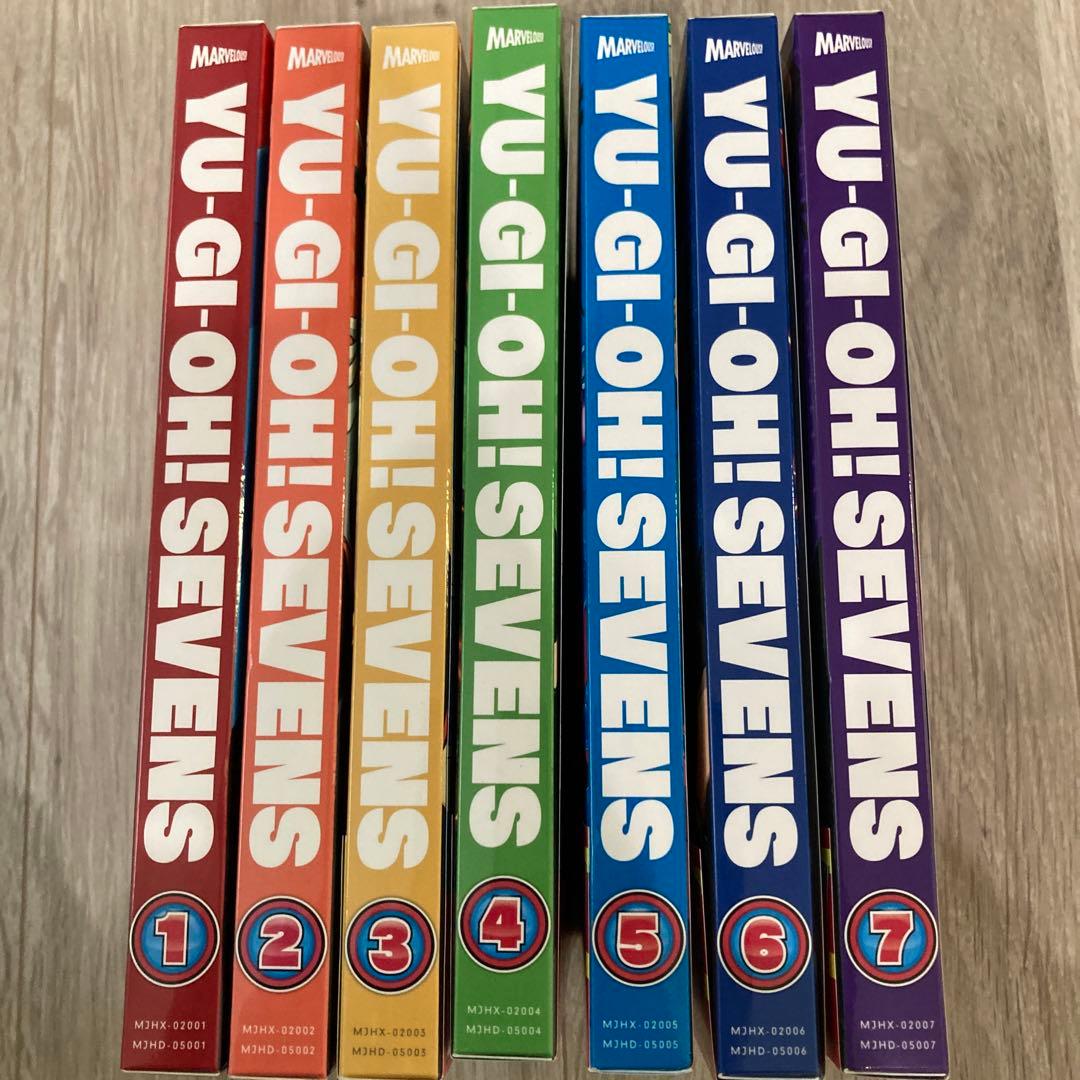 MARVELOUS!
YU-GI-OH! SEVENS
1
MJHX-02001
MJHD-05001
MARVELOUS!
YU-GI-OH! SEVENS
2
MJHX-02002
MJHD-05002
MARVELOUS!
YU-GI-OH! SEVENS
3
MJHX-02003
MJHD-05003
MARVELOUS!
YU-GI-OH! SEVENS
4
MJHX-02004
MJHD-05004
MARVELOUS!
YU-GI-OH! SEVENS
5
MJHX-02005
MJHD-05005
MARVELOUS!
YU-GI-OH! SEVENS
6
MJHX-02006
MJHD-05006
MARVELOUS!
YU-GI-OH! SEVENS
7
MJHX-02007
MJHD-05007